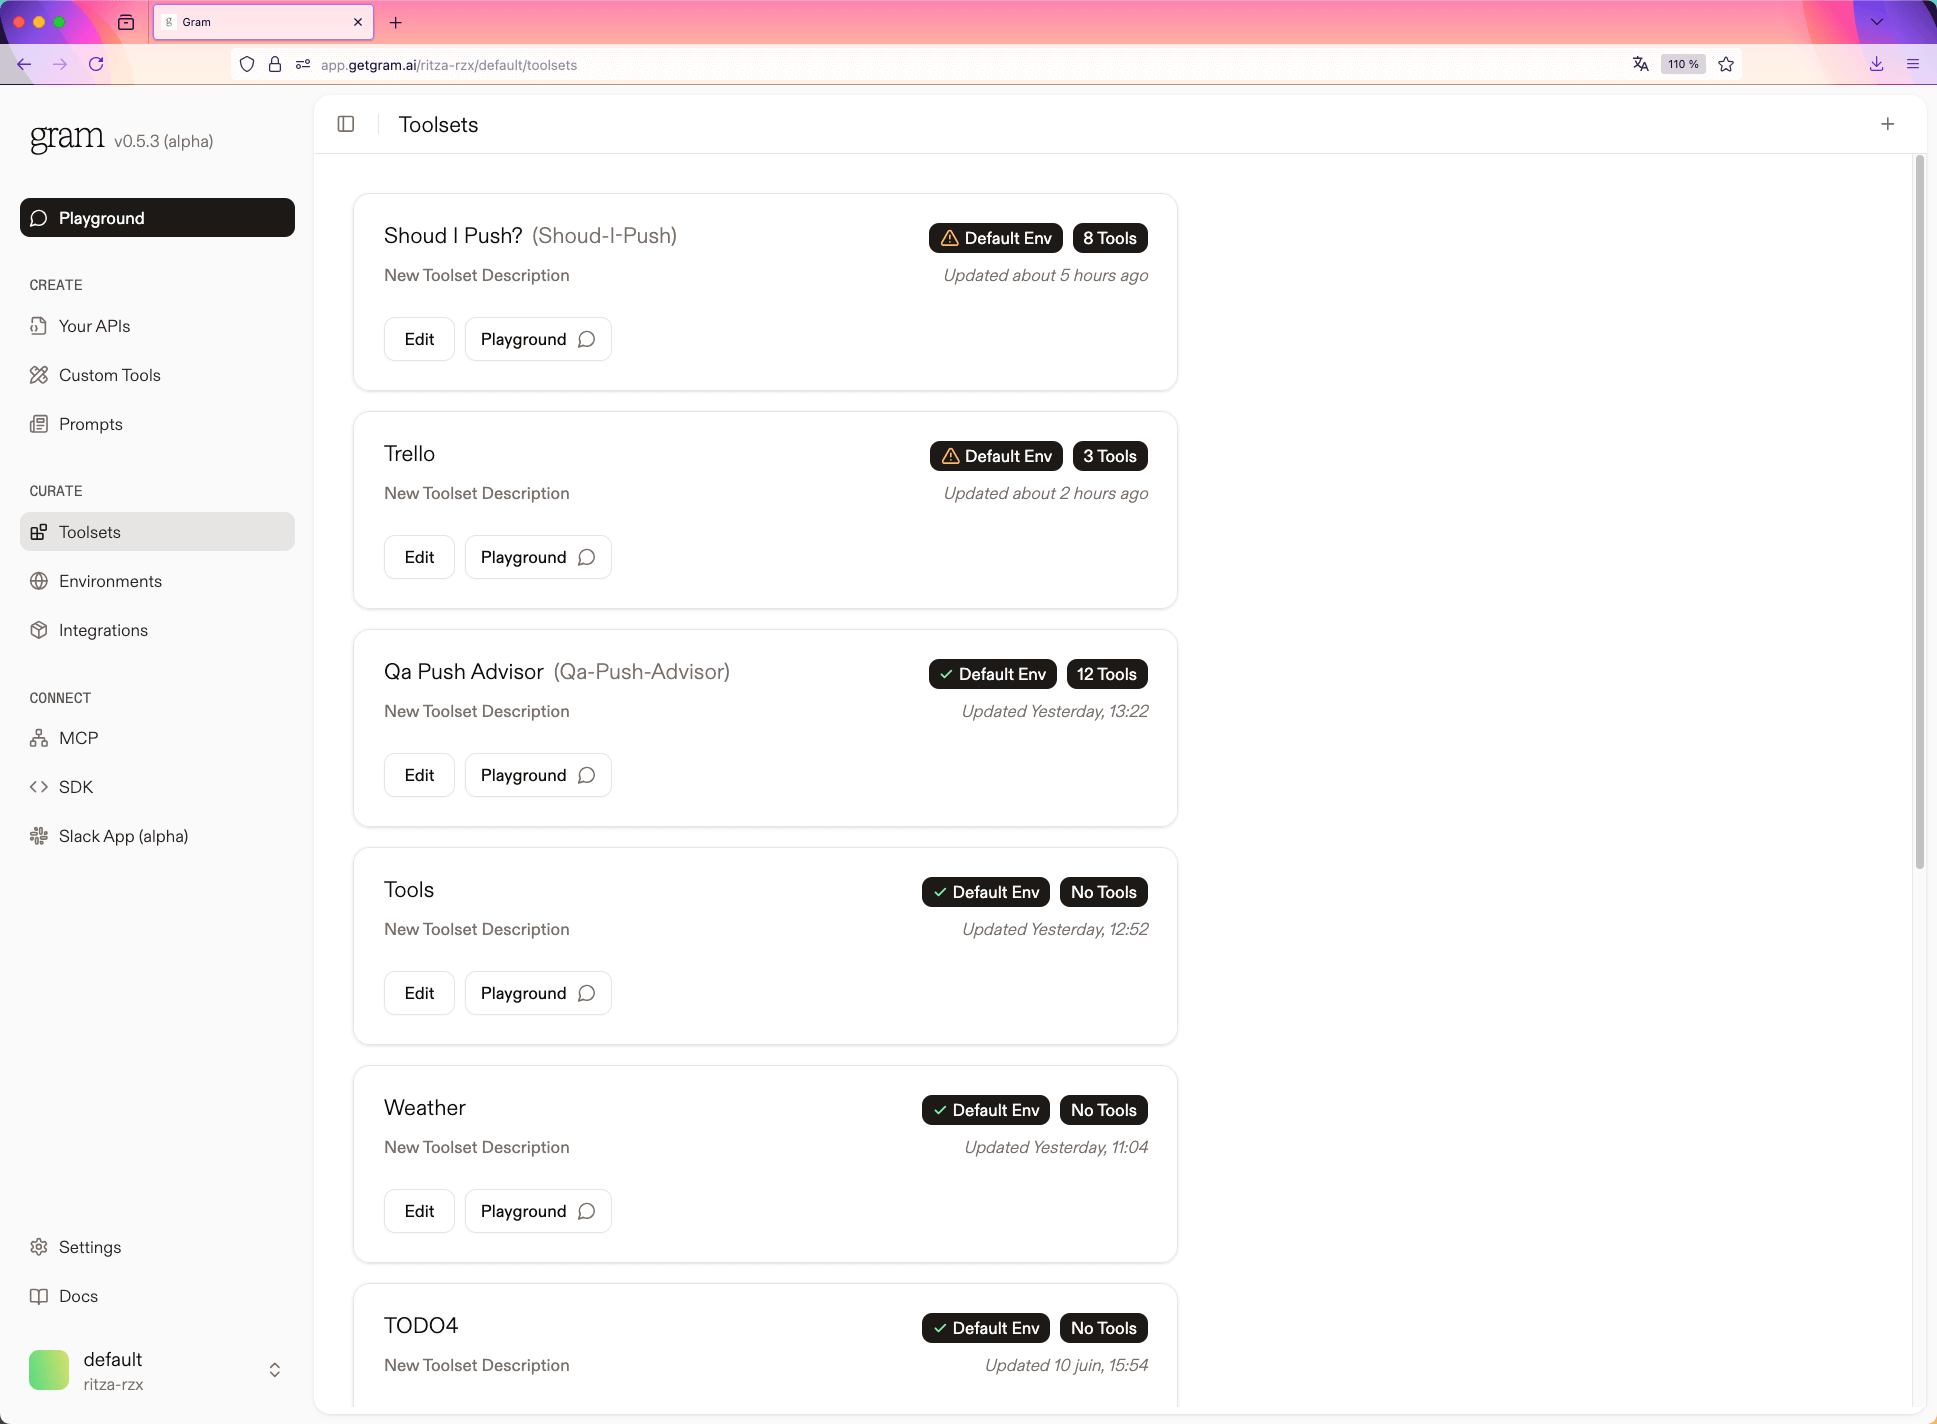 g Gram
app.getgram.ai/ritza-rzx/default/toolsets
110 %
gram v0.5.3 (alpha)
Playground
CREATE
Your APIs
Custom Tools
Prompts
CURATE
Toolsets
Environments
Integrations
CONNECT
MCP
SDK
Slack App (alpha)
Settings
Docs
default
ritza-rzx
Toolsets
Shoud I Push? (Shoud-I-Push)
Default Env 8 Tools
New Toolset Description
Updated about 5 hours ago
Edit Playground
Trello
Default Env 3 Tools
New Toolset Description
Updated about 2 hours ago
Edit Playground
Qa Push Advisor (Qa-Push-Advisor)
Default Env 12 Tools
New Toolset Description
Updated Yesterday, 13:22
Edit Playground
Tools
Default Env No Tools
New Toolset Description
Updated Yesterday, 12:52
Edit Playground
Weather
Default Env No Tools
New Toolset Description
Updated Yesterday, 11:04
Edit Playground
TODO4
Default Env No Tools
New Toolset Description
Updated 10 juin, 15:54